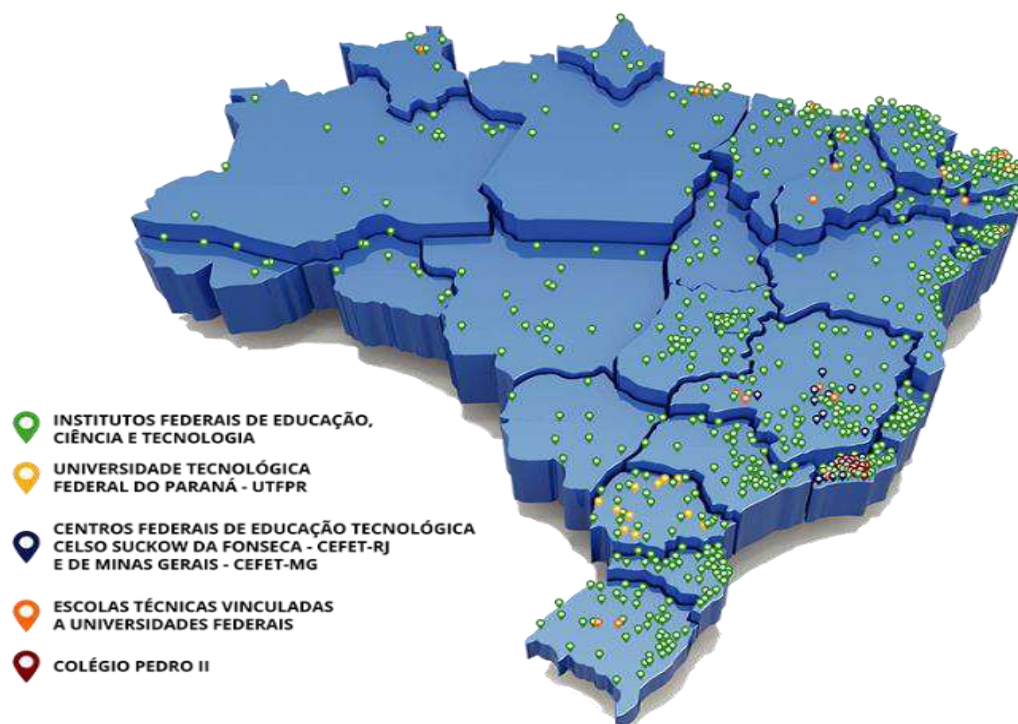 INSTITUTOS FEDERAIS DE EDUCAÇÃO,
CIÊNCIA E TECNOLOGIA
UNIVERSIDADE TECNOLÓGICA
FEDERAL DO PARANÁ - UTFPR
CENTROS FEDERAIS DE EDUCAÇÃO TECNOLÓGICA
CELSO SUCKOW DA FONSECA - CEFET-RJ
E DE MINAS GERAIS - CEFET-MG
ESCOLAS TÉCNICAS VINCULADAS
A UNIVERSIDADES FEDERAIS
COLÉGIO PEDRO II